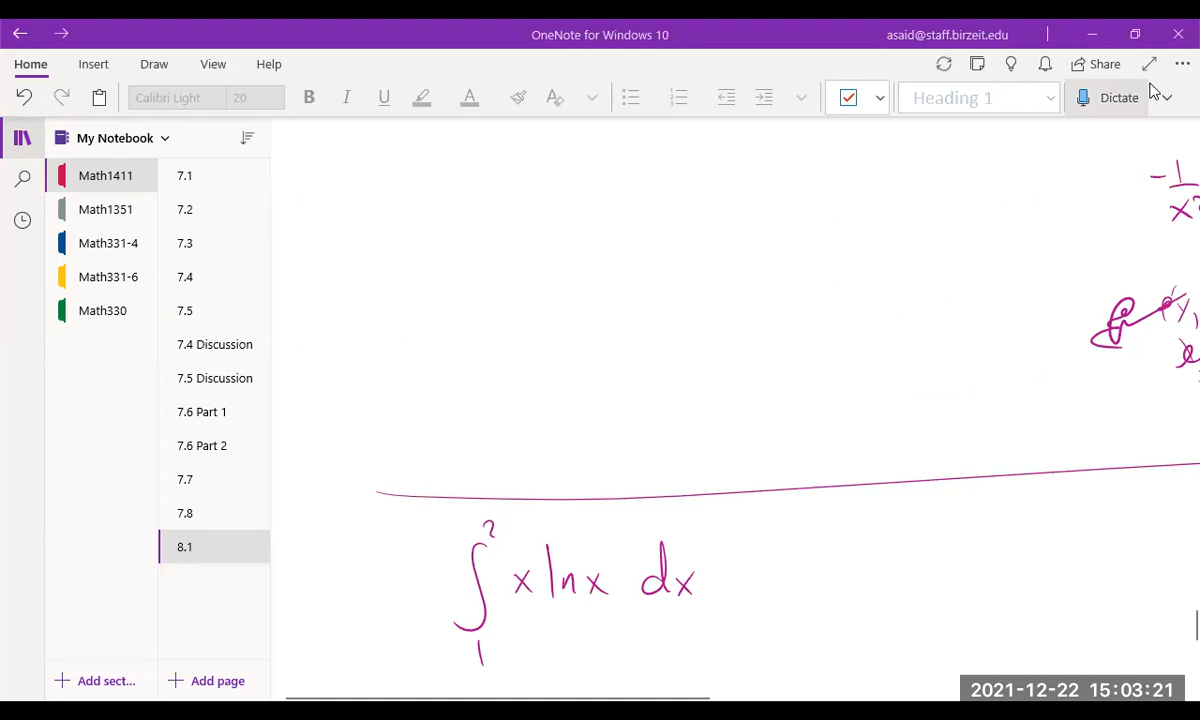 OneNote for Windows 10
asaid@staff.birzeit.edu
Home Insert Draw View Help
Share
Calibri Light 20 B I U A Heading 1 Dictate
My Notebook
Math1411
Math1351
Math331-4
Math331-6
Math330
7.1
7.2
7.3
7.4
7.5
7.4 Discussion
7.5 Discussion
7.6 Part 1
7.6 Part 2
7.7
7.8
8.1
-1/x²
∫₁² x ln x dx
+ Add sect...
+ Add page
2021-12-22 15:03:21